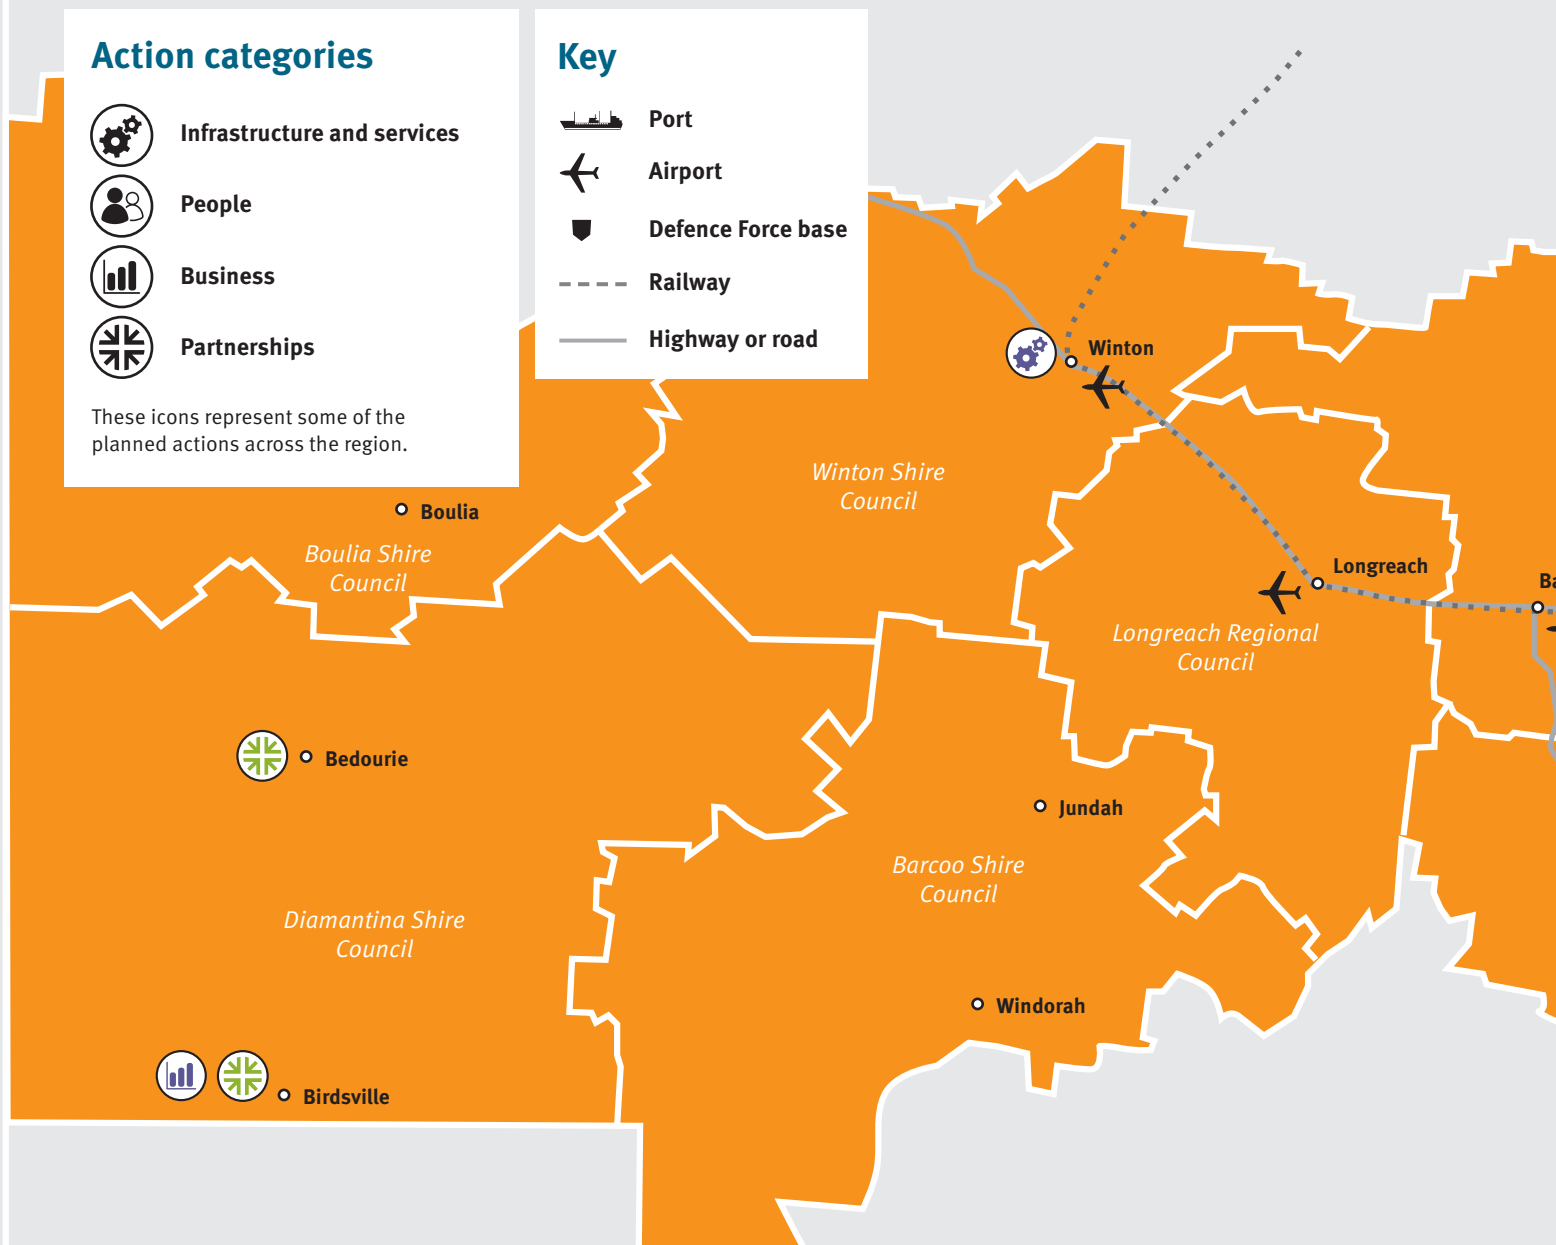 Action categories
Infrastructure and services
People
Business
Partnerships
These icons represent some of the
planned actions across the region.
Key
Port
Airport
Defence Force base
Railway
Highway or road
Winton
Winton Shire
Council
Boulia
Boulia Shire
Council
Longreach
Ba
Longreach Regional
Council
Bedourie
Jundah
Barcoo Shire
Council
Diamantina Shire
Council
Windorah
Birdsville